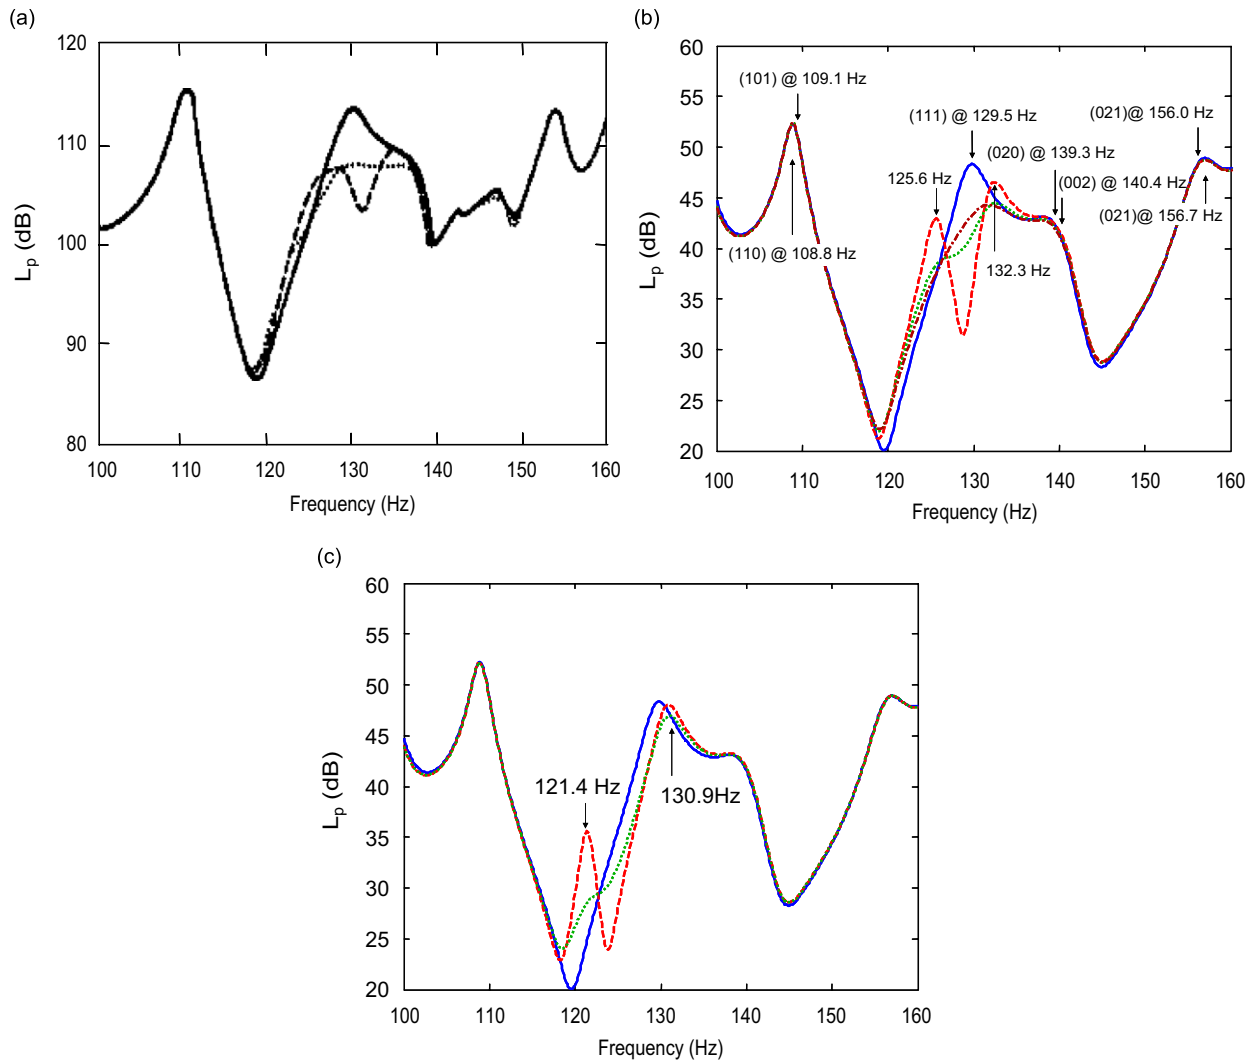 (a)
120
110
100
90
80
Lp (dB)
100
110
120
130
140
150
160
Frequency (Hz)
(b)
60
55
50
45
40
35
30
25
20
Lp (dB)
(101) @ 109.1 Hz
(110) @ 108.8 Hz
125.6 Hz
(111) @ 129.5 Hz
(020) @ 139.3 Hz
(002) @ 140.4 Hz
132.3 Hz
(021)@ 156.0 Hz
(021)@ 156.7 Hz
100
110
120
130
140
150
160
Frequency (Hz)
(c)
60
55
50
45
40
35
30
25
20
Lp (dB)
121.4 Hz
130.9Hz
100
110
120
130
140
150
160
Frequency (Hz)